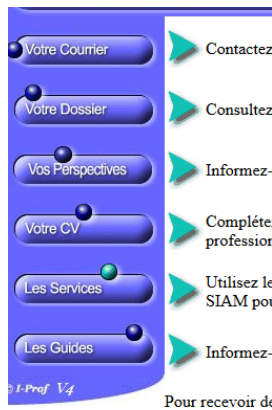 Votre Courrier
Contactez
Votre Dossier
Consultez
Vos Perspectives
Informez-
Votre CV
Complétez
profession
Les Services
Utilisez le
SIAM pou
Les Guides
Informez-
© I-Prof V4
Pour recevoir de